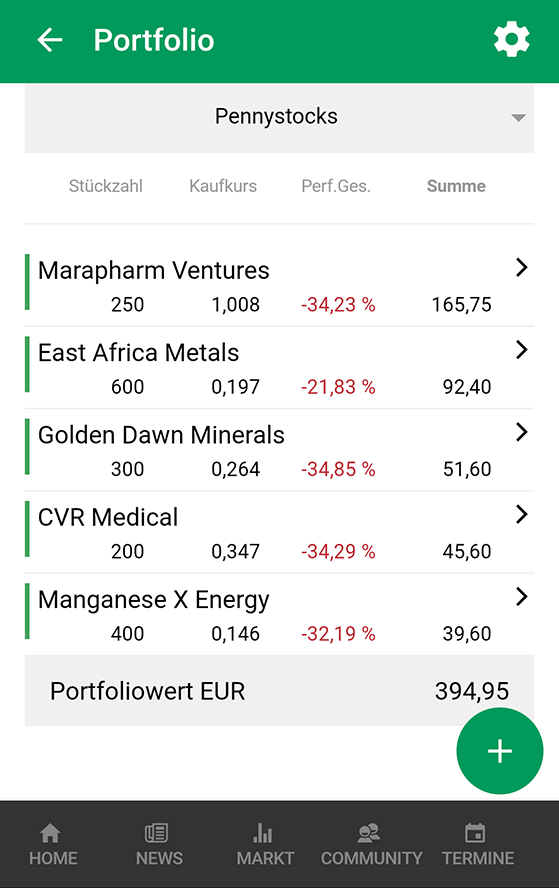 Portfolio
Pennystocks
Stückzahl Kaufkurs Perf.Ges. Summe
Marapharm Ventures
250 1,008 -34,23 % 165,75
East Africa Metals
600 0,197 -21,83 % 92,40
Golden Dawn Minerals
300 0,264 -34,85 % 51,60
CVR Medical
200 0,347 -34,29 % 45,60
Manganese X Energy
400 0,146 -32,19 % 39,60
Portfoliowert EUR 394,95
HOME NEWS MARKT COMMUNITY TERMINE